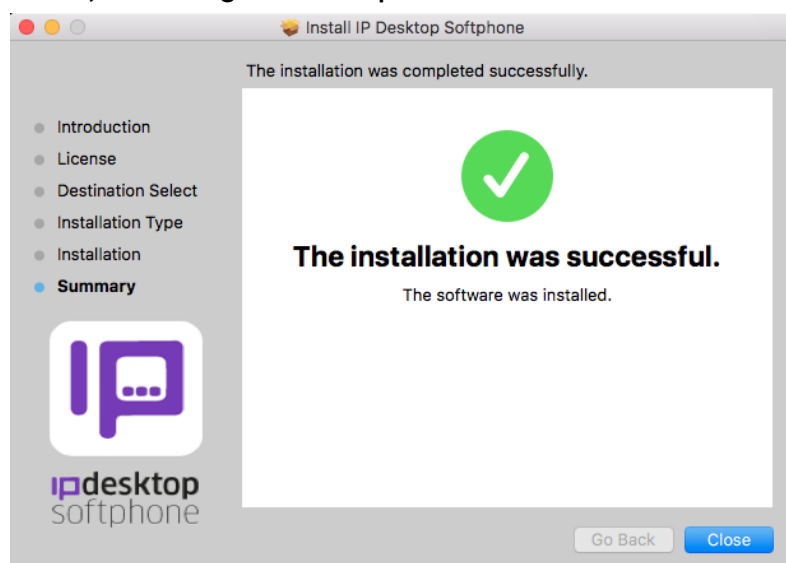 Install IP Desktop Softphone
The installation was completed successfully.
Introduction
License
Destination Select
Installation Type
Installation
Summary
The installation was successful.
The software was installed.
ipdesktop
softphone
Go Back
Close